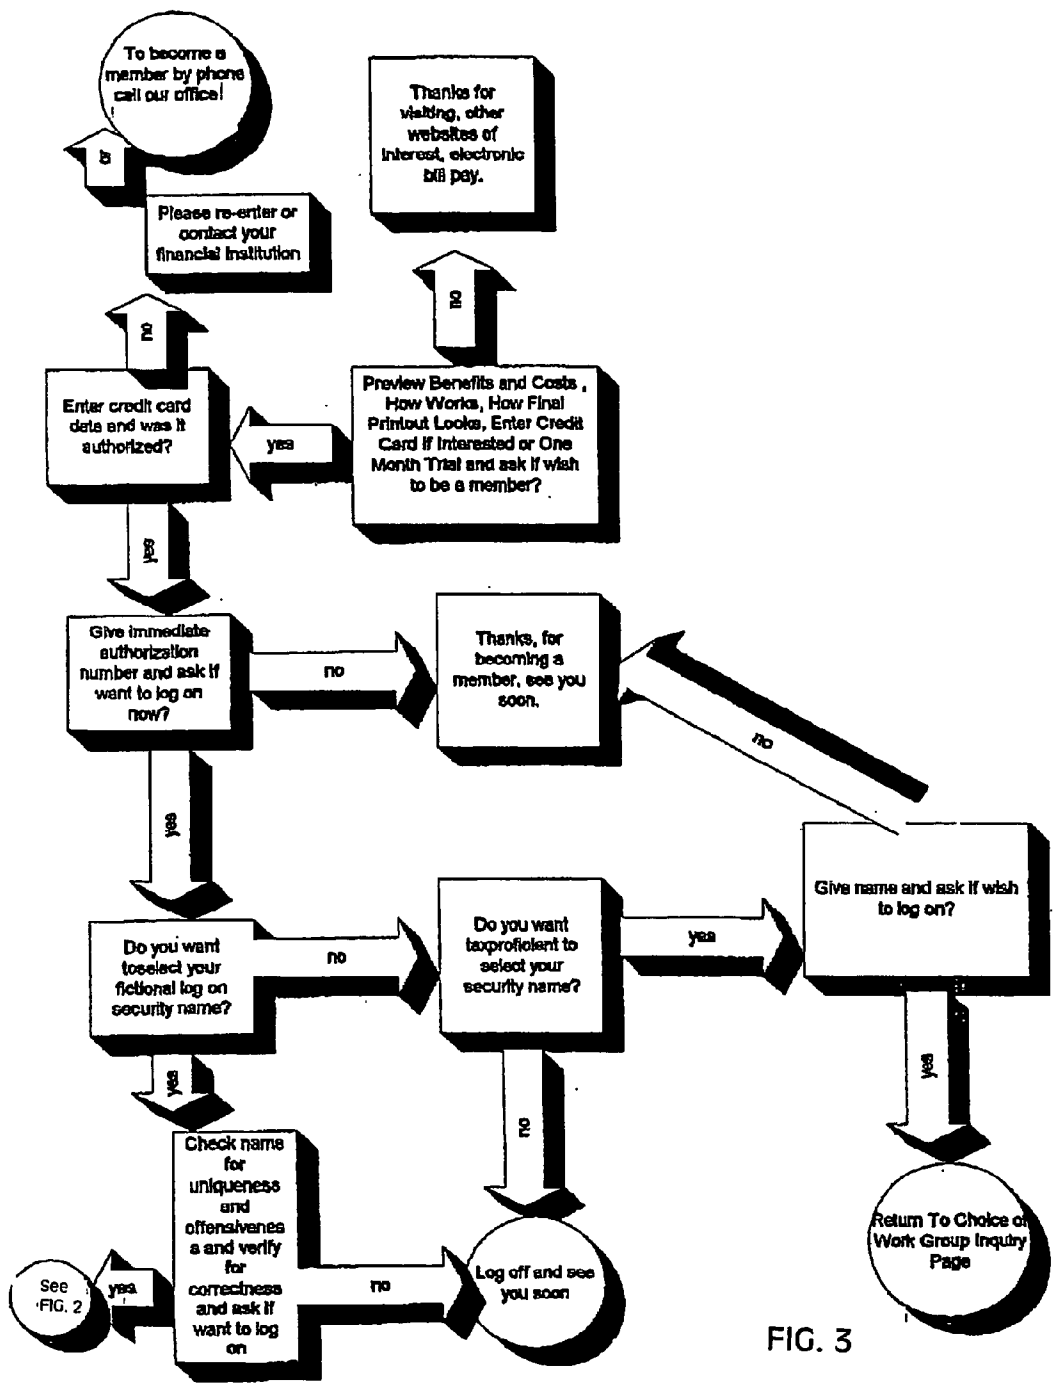 To become a
member by phone
call our office!
or
Please re-enter or
contact your
financial institution
Thanks for
visiting, other
websites of
interest, electronic
bill pay.
no
no
Enter credit card
data and was it
authorized?
yes
Preview Benefits and Costs ,
How Works, How Final
Printout Looks, Enter Credit
Card if Interested or One
Month Trial and ask if wish
to be a member?
yes
Give immediate
authorization
number and ask if
want to log on
now?
no
Thanks, for
becoming a
member, see you
soon.
no
yes
Do you want
toselect your
fictional log on
security name?
no
Do you want
taxproficient to
select your
security name?
yes
Give name and ask if wish
to log on?
yes
no
yes
Check name
for
uniqueness
and
offensivenes
s and verify
for
correctness
and ask if
want to log
on
yes
See
FIG. 2
no
Log off and see
you soon
Return To Choice of
Work Group Inquiry
Page
FIG. 3